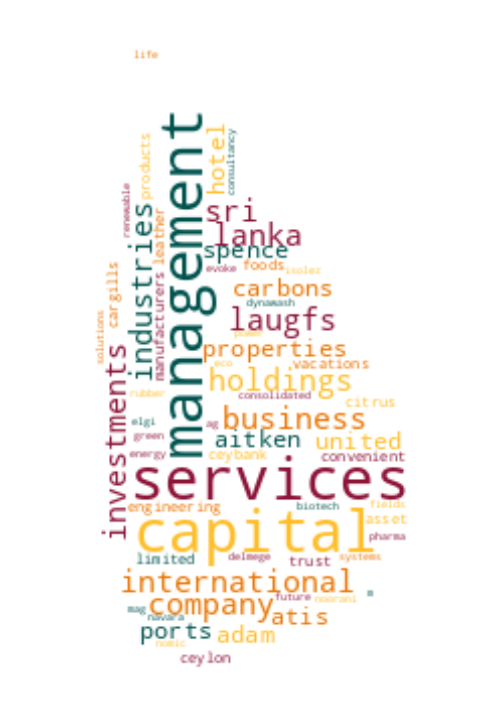 life
management
products
hotel
consultancy
renewable
industries
leather
sri
lanka
spence
manufacturers
evoke
foods
isolez
cargills
carbons
dynawash
laugfs
solutions
power
properties
investments
eco
vacations
holdings
rubber
consolidated
citrus
elgi
ag
business
green
aitken
united
energy
ceybank
convenient
services
engineering
biotech
fields
capital
asset
pharma
limited
delmege
trust
systems
international
m
company
future
noorani
mag
navara
atis
ports
adam
nomic
ceylon